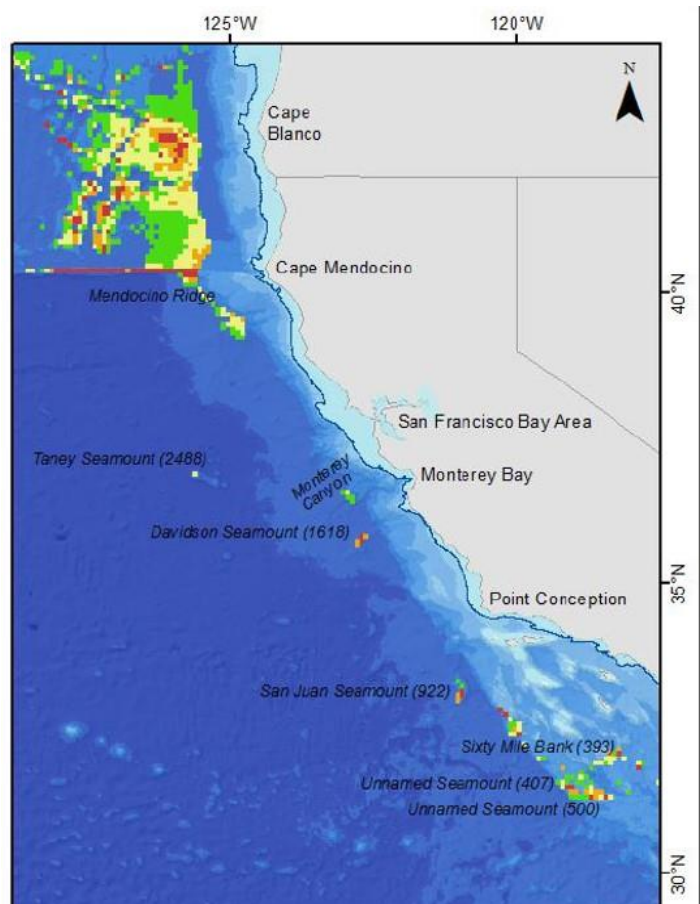 125°W
120°W
N
Cape
Blanco
Cape Mendocino
Mendocino Ridge
40°N
San Francisco Bay Area
Taney Seamount (2488)
Monterey
Canyon
Monterey Bay
Davidson Seamount (1618)
35°N
Point Conception
San Juan Seamount (922)
Sixty Mile Bank (393)
Unnamed Seamount (407)
Unnamed Seamount (500)
30°N